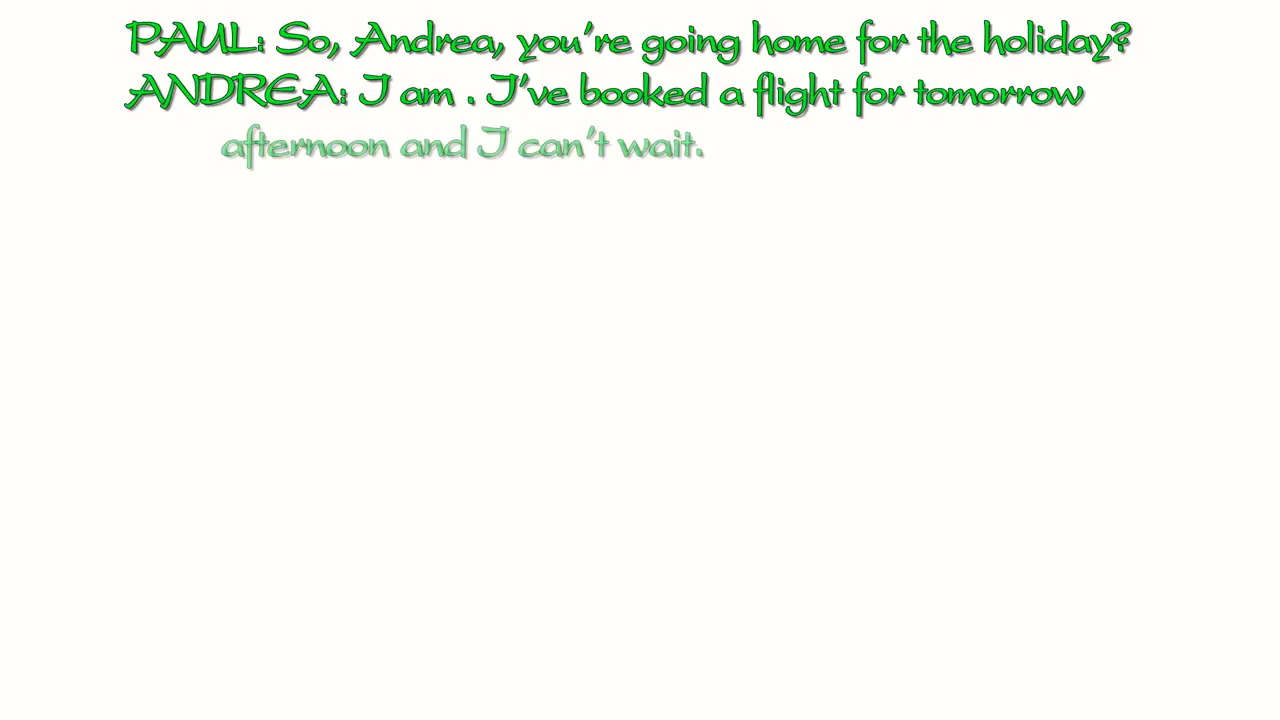 PAUL: So, Andrea, you're going home for the holiday?
ANDREA: I am . I've booked a flight for tomorrow
afternoon and I can't wait.